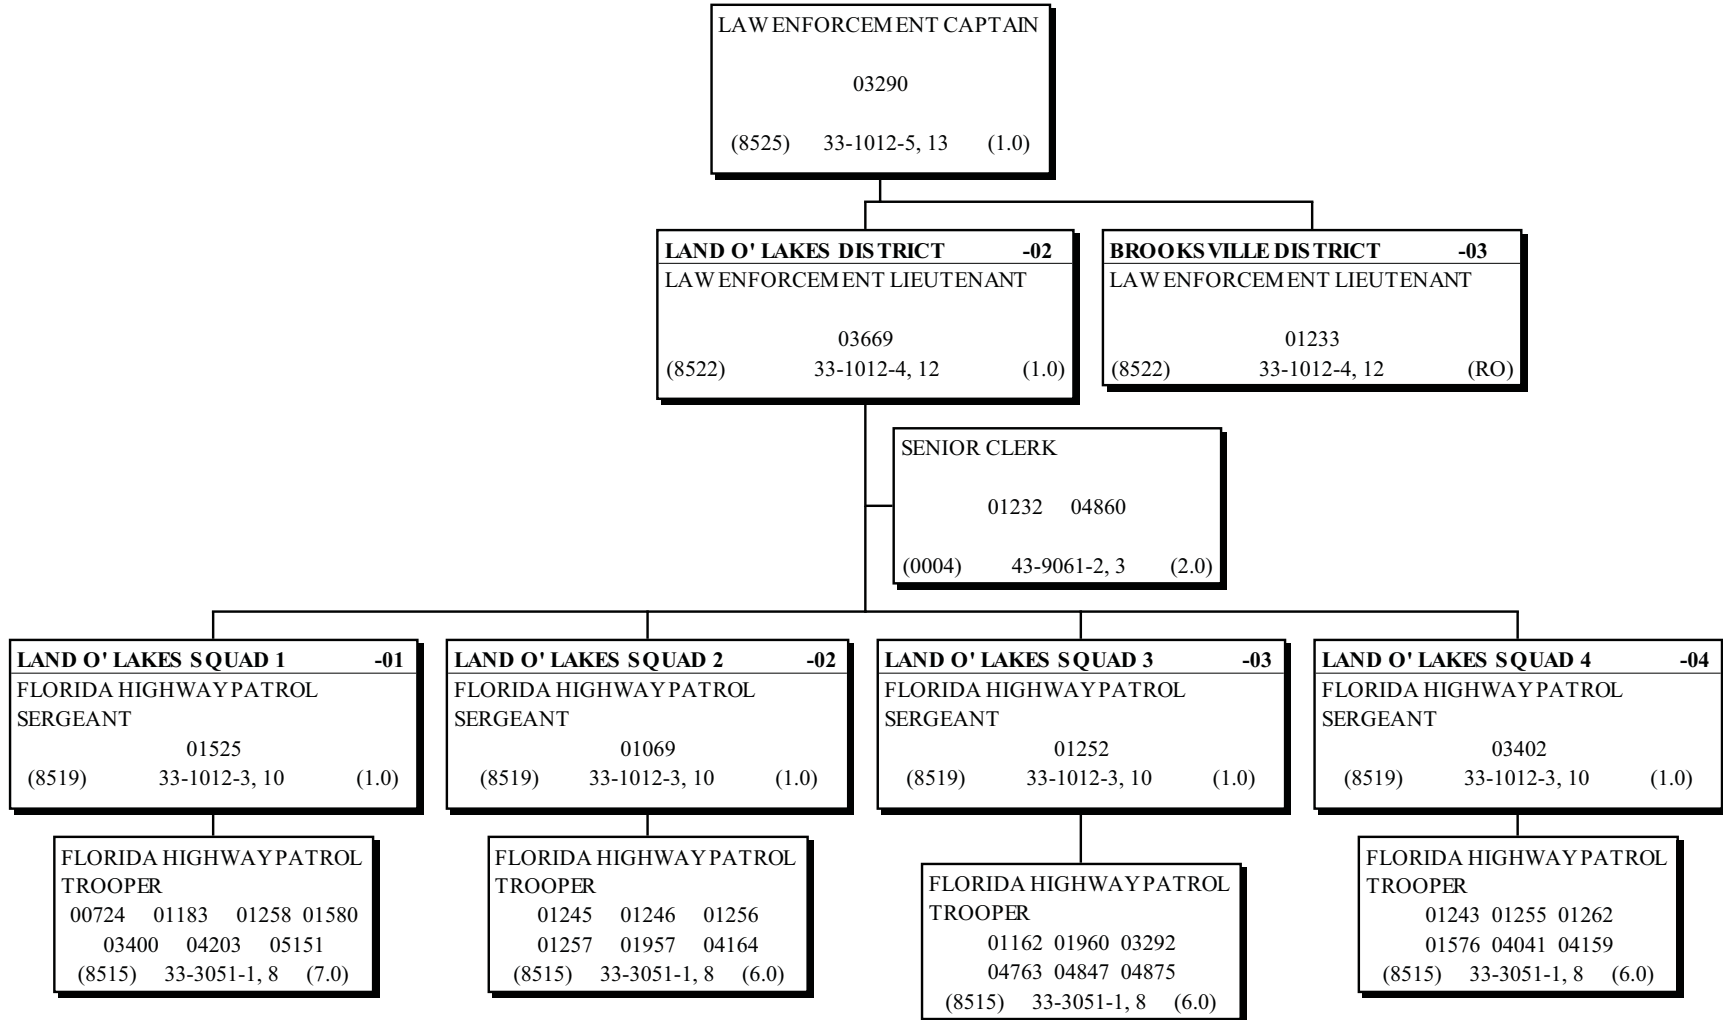 LAW ENFORCEMENT CAPTAIN
03290
(8525) 33-1012-5, 13 (1.0)
LAND O' LAKES DISTRICT -02
LAW ENFORCEMENT LIEUTENANT
03669
(8522) 33-1012-4, 12 (1.0)
BROOKSVILLE DISTRICT -03
LAW ENFORCEMENT LIEUTENANT
01233
(8522) 33-1012-4, 12 (RO)
SENIOR CLERK
01232 04860
(0004) 43-9061-2, 3 (2.0)
LAND O' LAKES SQUAD 1 -01
FLORIDA HIGHWAY PATROL
SERGEANT
01525
(8519) 33-1012-3, 10 (1.0)
LAND O' LAKES SQUAD 2 -02
FLORIDA HIGHWAY PATROL
SERGEANT
01069
(8519) 33-1012-3, 10 (1.0)
LAND O' LAKES SQUAD 3 -03
FLORIDA HIGHWAY PATROL
SERGEANT
01252
(8519) 33-1012-3, 10 (1.0)
LAND O' LAKES SQUAD 4 -04
FLORIDA HIGHWAY PATROL
SERGEANT
03402
(8519) 33-1012-3, 10 (1.0)
FLORIDA HIGHWAY PATROL
TROOPER
00724 01183 01258 01580
03400 04203 05151
(8515) 33-3051-1, 8 (7.0)
FLORIDA HIGHWAY PATROL
TROOPER
01245 01246 01256
01257 01957 04164
(8515) 33-3051-1, 8 (6.0)
FLORIDA HIGHWAY PATROL
TROOPER
01162 01960 03292
04763 04847 04875
(8515) 33-3051-1, 8 (6.0)
FLORIDA HIGHWAY PATROL
TROOPER
01243 01255 01262
01576 04041 04159
(8515) 33-3051-1, 8 (6.0)